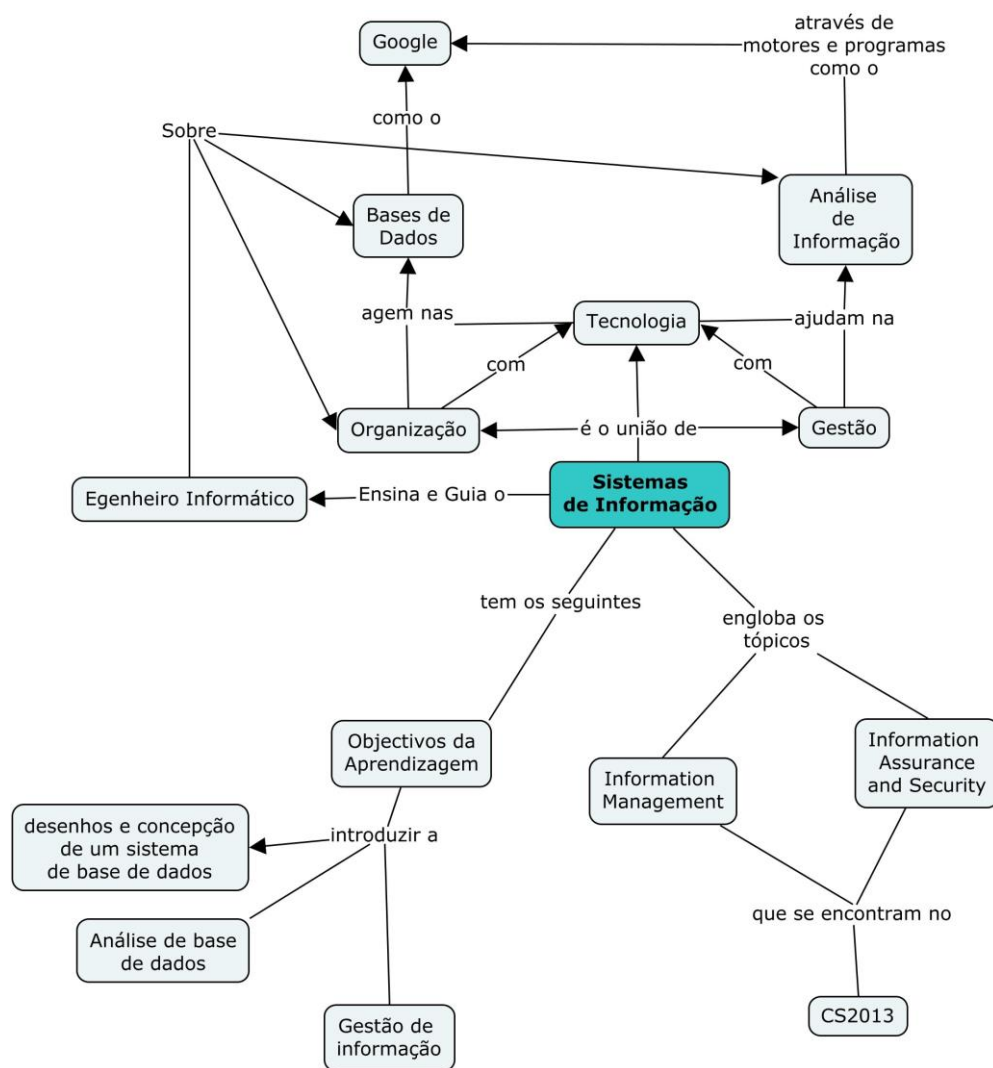 através de
motores e programas
como o
Google
como o
Sobre
Bases de
Dados
Análise
de
Informação
agem nas
Tecnologia
ajudam na
com
com
Organização
é o união de
Gestão
Egenheiro Informático
Ensina e Guia o
Sistemas
de Informação
tem os seguintes
engloba os
tópicos
Objectivos da
Aprendizagem
Information
Management
Information
Assurance
and Security
desenhos e concepção
de um sistema
de base de dados
introduzir a
Análise de base
de dados
que se encontram no
Gestão de
informação
CS2013